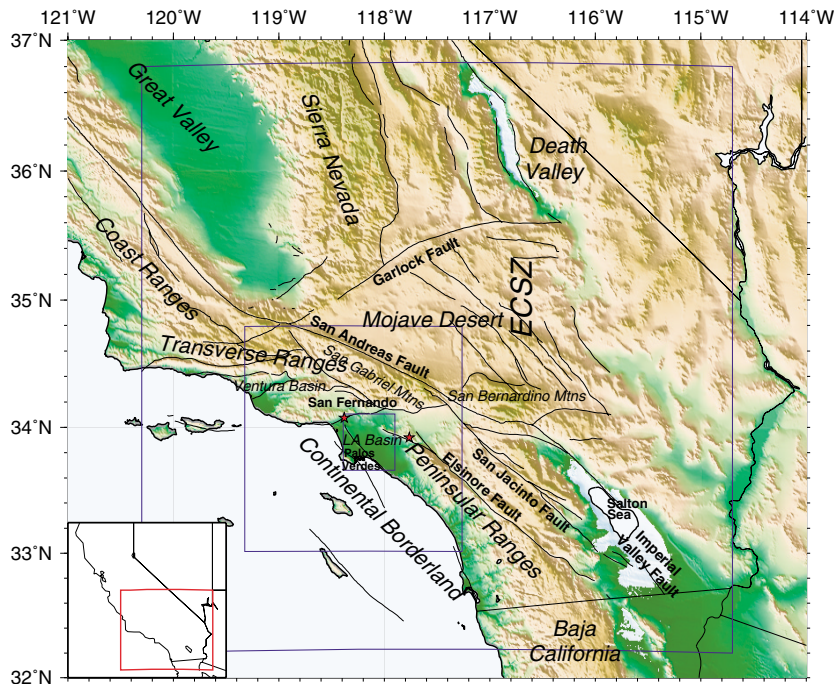 121°W 120°W 119°W 118°W 117°W 116°W 115°W 114°W
37°N
36°N
35°N
34°N
33°N
32°N
Great Valley
Sierra Nevada
Death
Valley
Coast Ranges
Garlock Fault
ECSZ
Mojave Desert
San Andreas Fault
Transverse Ranges
San Gabriel Mtns
Ventura Basin
San Bernardino Mtns
San Fernando
LA Basin
Palos
Verdes
Continental Borderland
Peninsular Ranges
Elsinore Fault
San Jacinto Fault
Salton
Sea
Imperial
Valley Fault
Baja
California